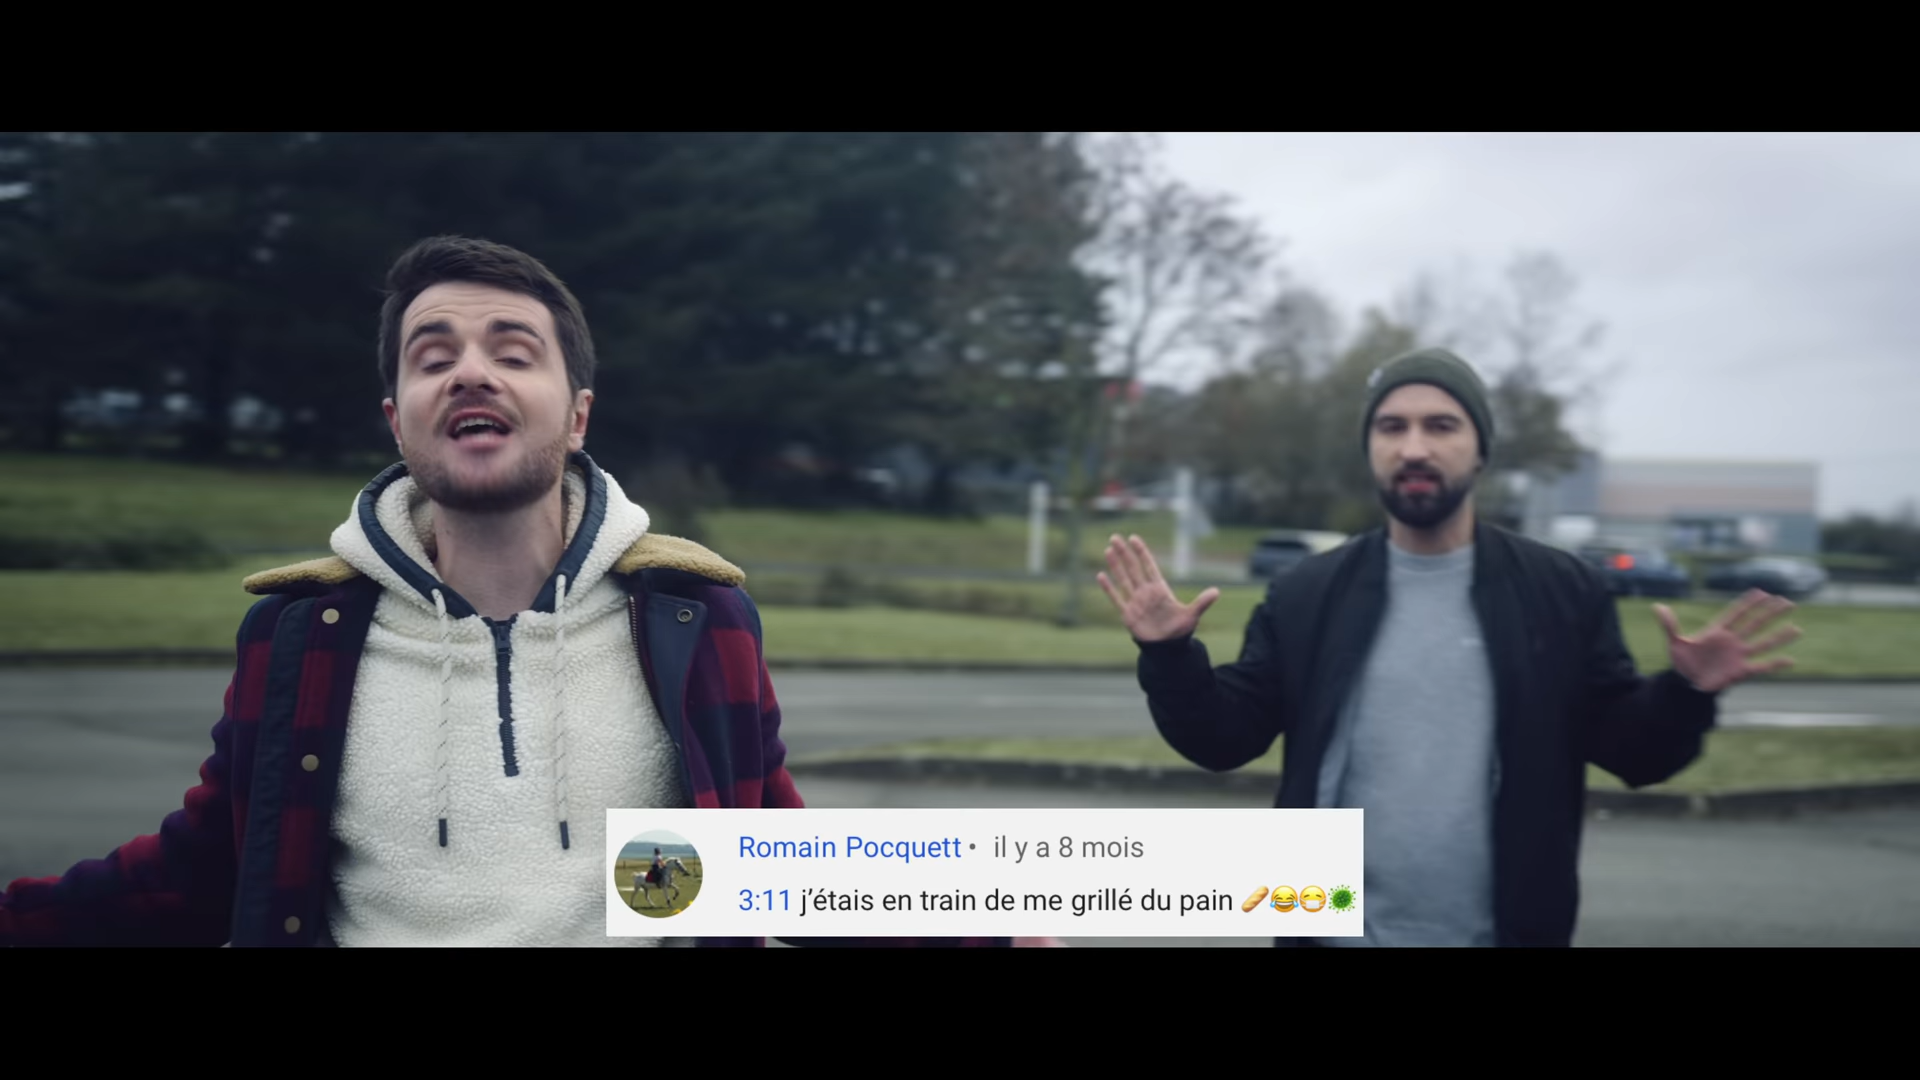 Romain Pocquett • il y a 8 mois
3:11 j’étais en train de me grillé du pain 🥖😂😷🦠